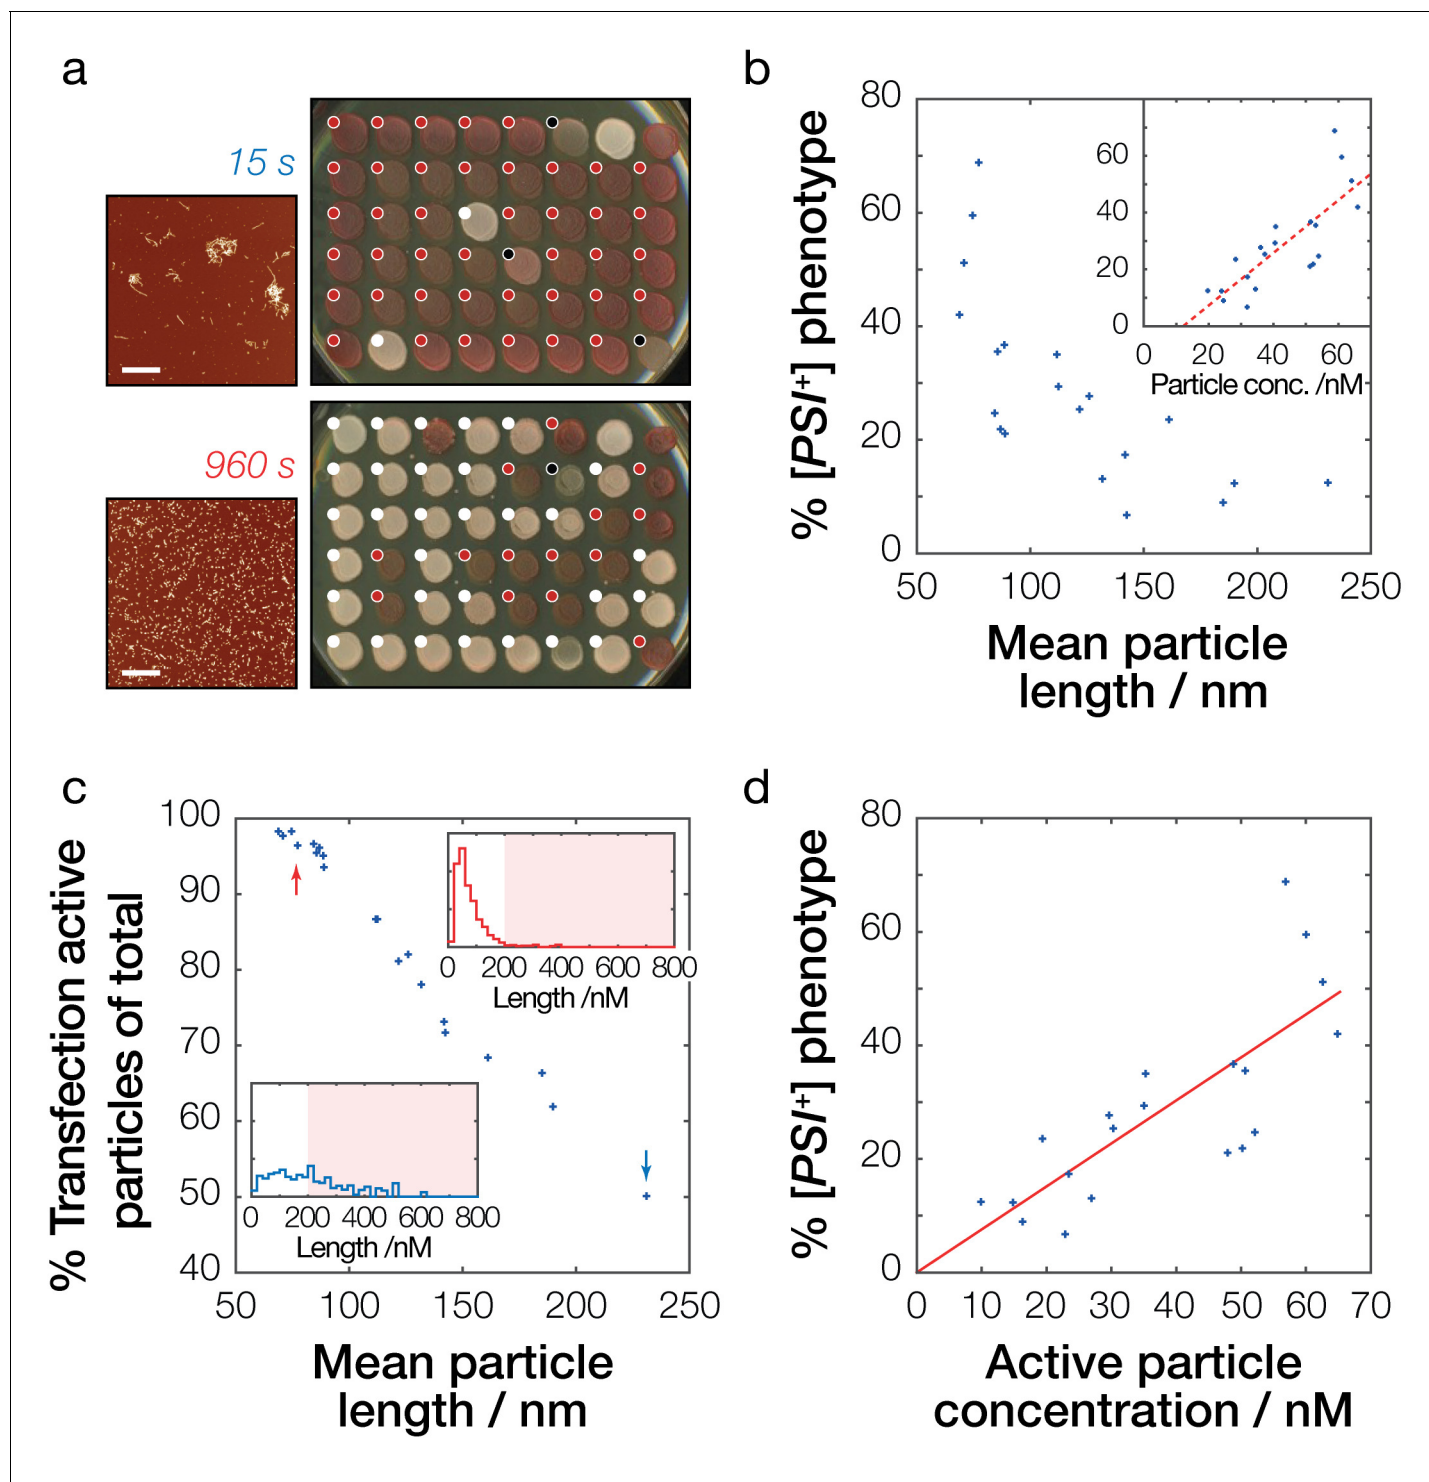 a
15 s
960 s
b
% [PSI+] phenotype
80
60
40
20
0
50 100 150 200 250
Mean particle
length / nm
60
40
20
0
0 20 40 60
Particle conc. /nM
c
% Transfection active
particles of total
100
90
80
70
60
50
40
50 100 150 200 250
Mean particle
length / nm
0 200 400 600 800
Length /nM
0 200 400 600 800
Length /nM
d
% [PSI+] phenotype
80
60
40
20
0
0 10 20 30 40 50 60 70
Active particle
concentration / nM